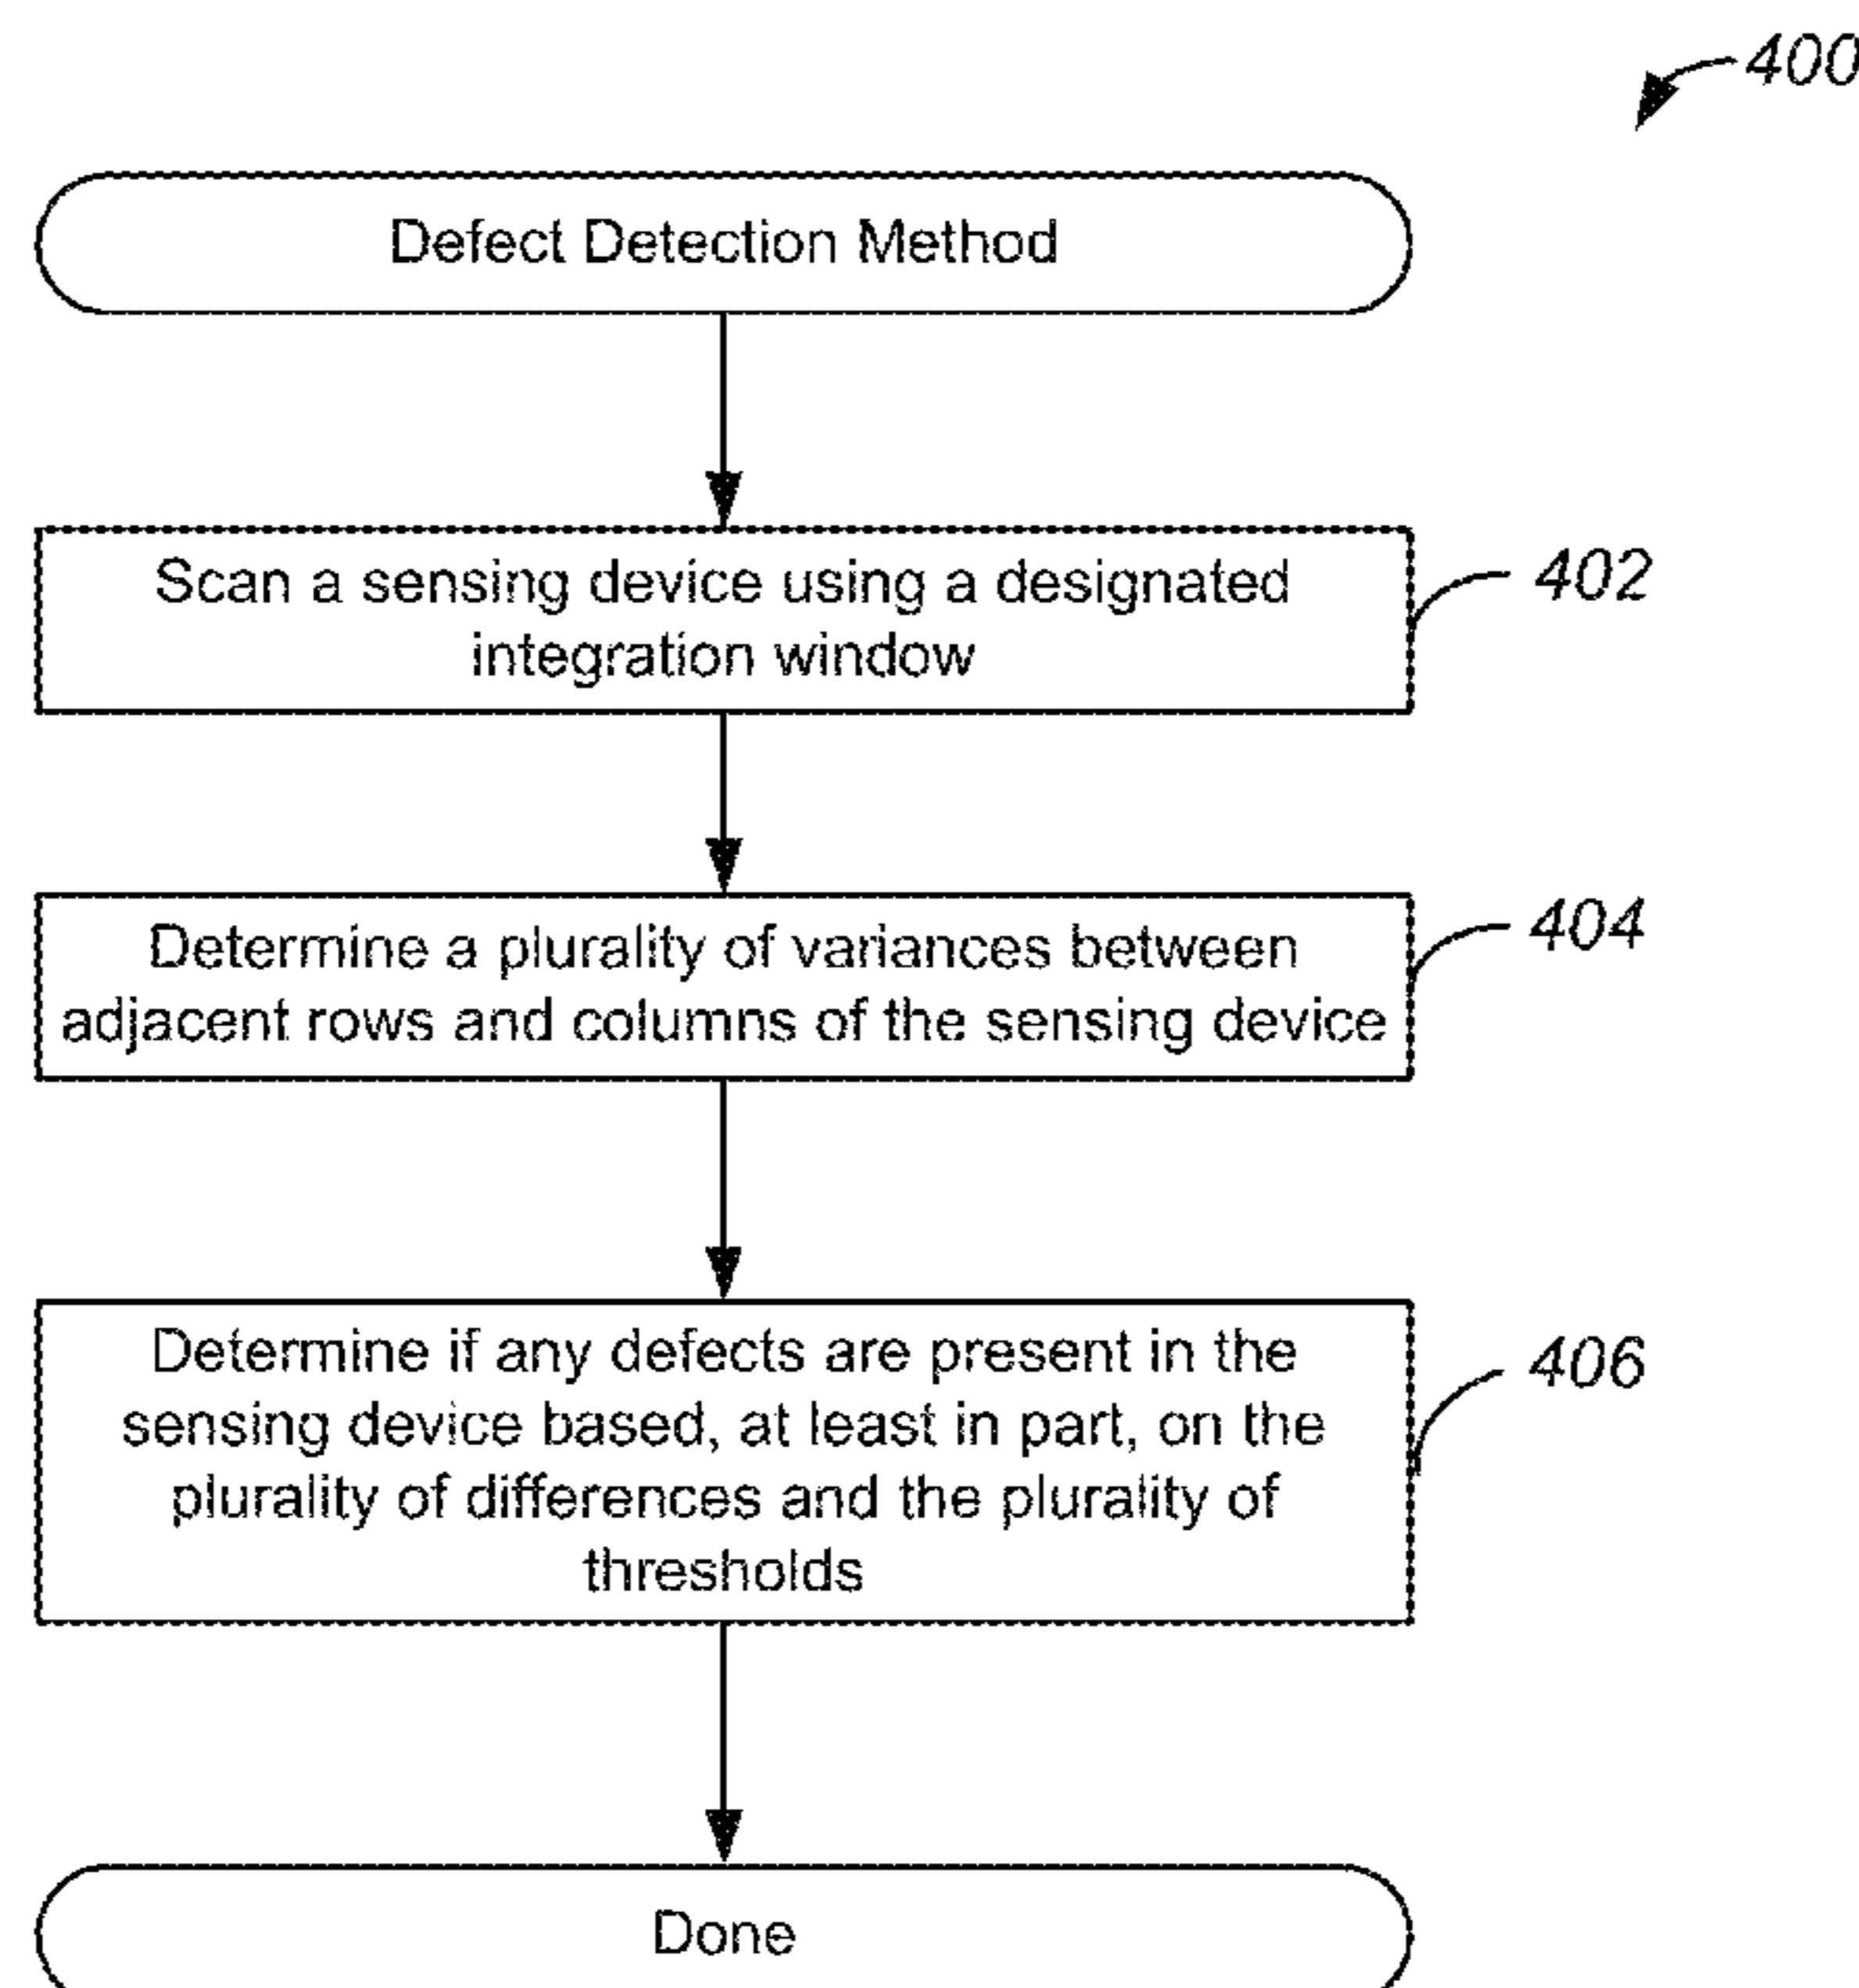 400
Defect Detection Method
Scan a sensing device using a designated
integration window
402
Determine a plurality of variances between
adjacent rows and columns of the sensing device
404
Determine if any defects are present in the
sensing device based, at least in part, on the
plurality of differences and the plurality of
thresholds
406
Done